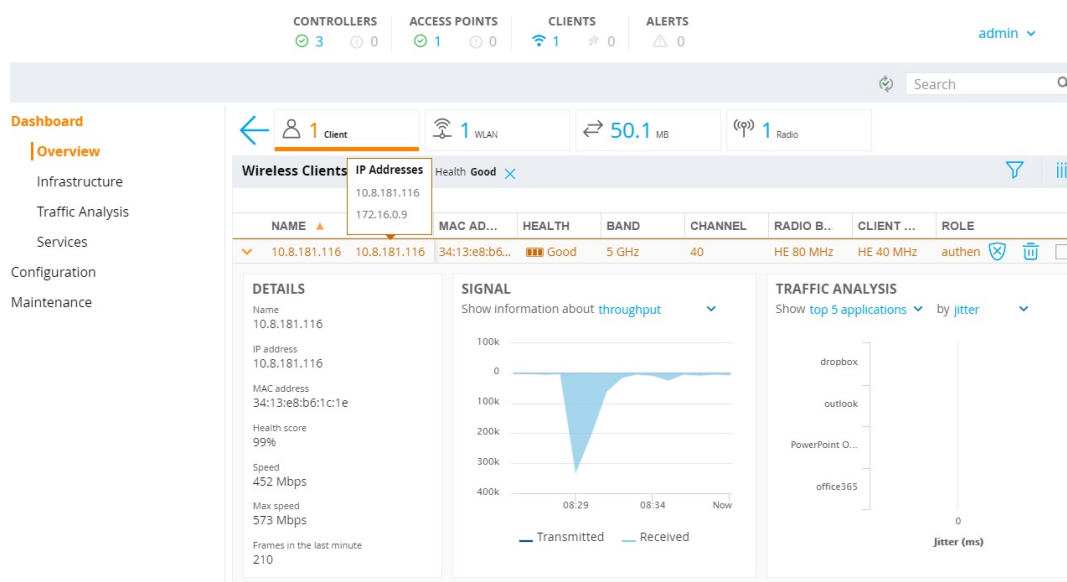 CONTROLLERS ACCESS POINTS CLIENTS ALERTS
3 0 1 0 1 0 0
admin
Search
Dashboard
Overview
Infrastructure
Traffic Analysis
Services
Configuration
Maintenance
1 Client 1 WLAN 50.1 MB 1 Radio
Wireless Clients Health Good
IP Addresses
10.8.181.116
172.16.0.9
NAME MAC AD... HEALTH BAND CHANNEL RADIO B... CLIENT ... ROLE
10.8.181.116 10.8.181.116 34:13:e8:b6... Good 5 GHz 40 HE 80 MHz HE 40 MHz authen
DETAILS
Name
10.8.181.116
IP address
10.8.181.116
MAC address
34:13:e8:b6:1c:1e
Health score
99%
Speed
452 Mbps
Max speed
573 Mbps
Frames in the last minute
210
SIGNAL
Show information about throughput
100k
0
100k
200k
300k
400k
08:29 08:34 Now
Transmitted Received
TRAFFIC ANALYSIS
Show top 5 applications by jitter
dropbox
outlook
PowerPoint O...
office365
0
Jitter (ms)